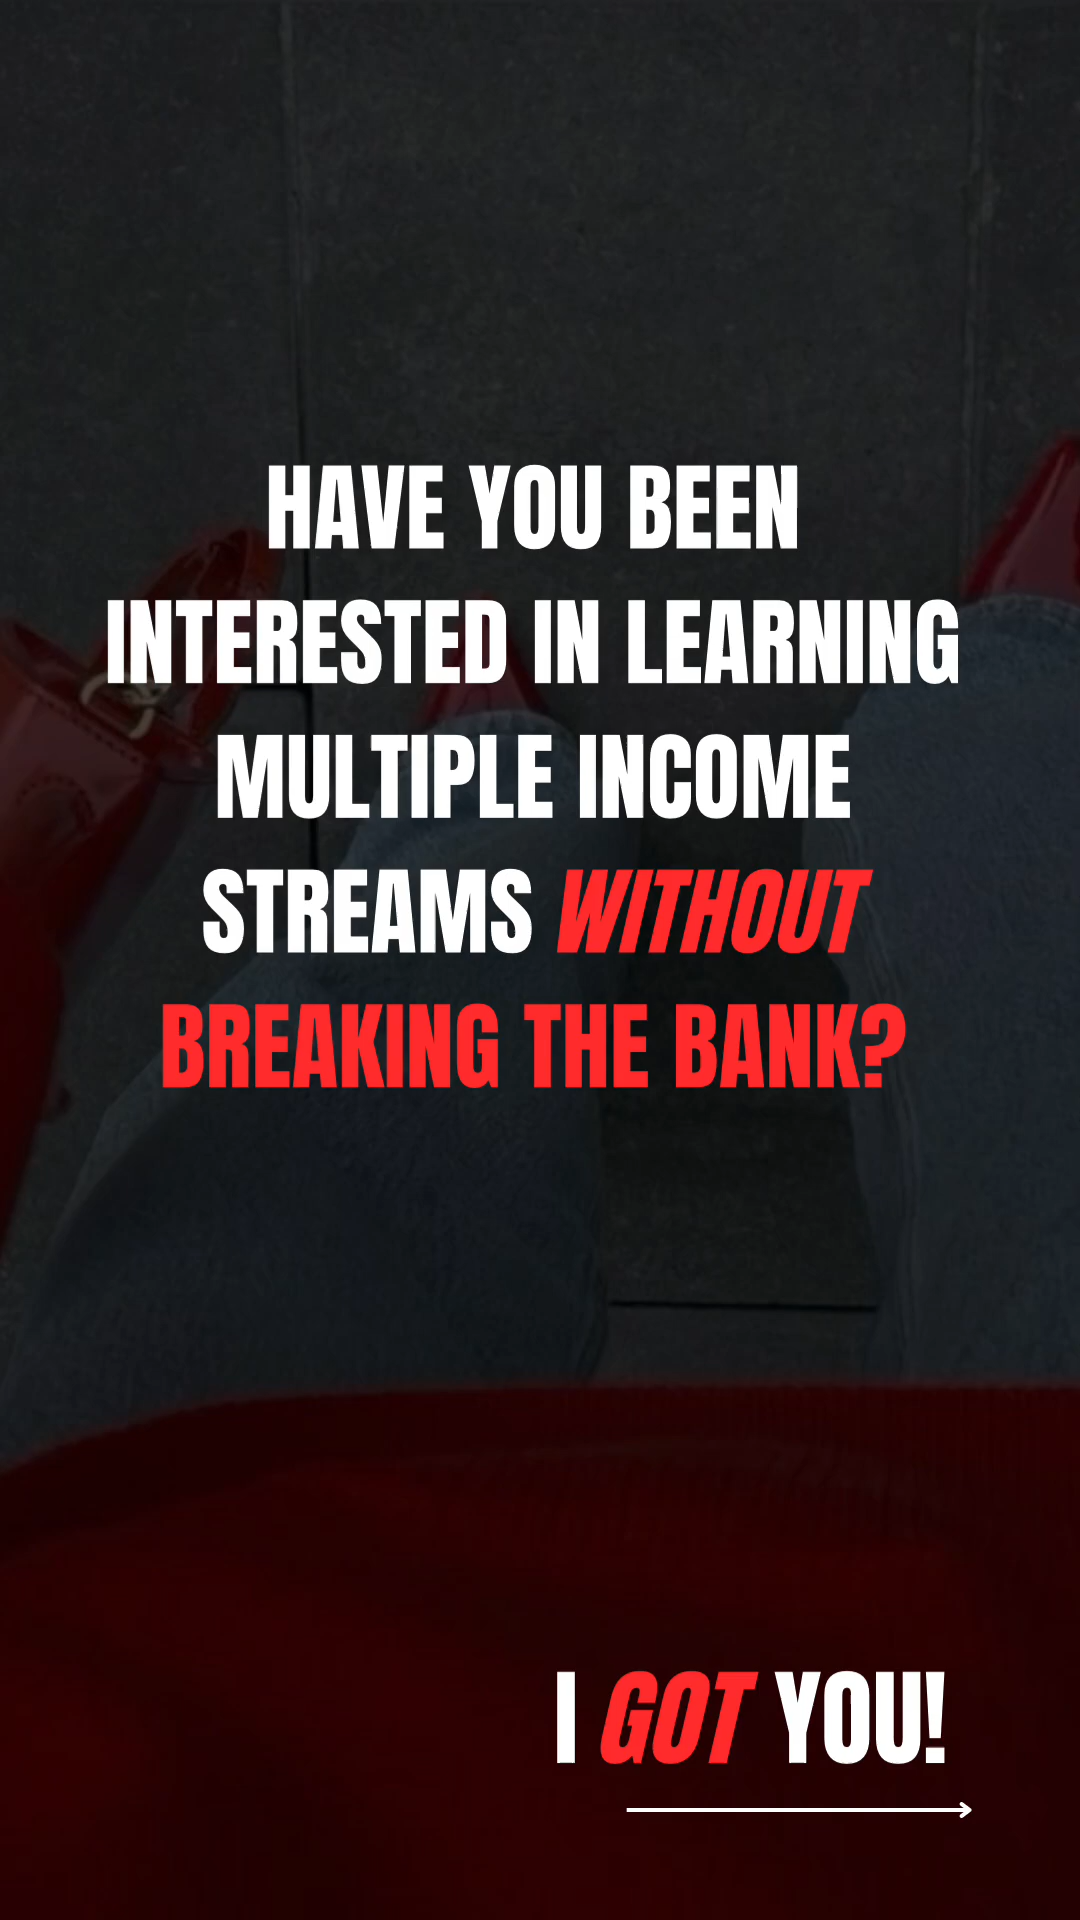 HAVE YOU BEEN
INTERESTED IN LEARNING
MULTIPLE INCOME
STREAMS WITHOUT
BREAKING THE BANK?
I GOT YOU!